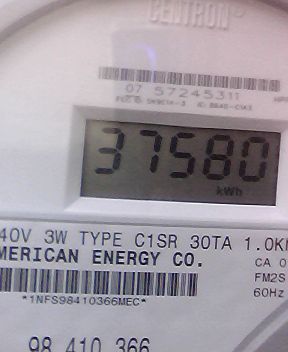 CENTRON®
07 57245311
37580
kWh
40V 3W TYPE C1SR 30TA 1.0K
MERICAN ENERGY CO.
CA 0
FM2S
60Hz
*1NFS98410366MEC*
98 410 366